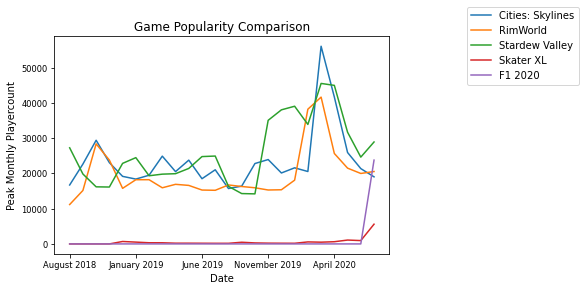 Game Popularity Comparison
Cities: Skylines
RimWorld
Stardew Valley
Skater XL
F1 2020
Peak Monthly Playercount
50000
40000
30000
20000
10000
0
August 2018 January 2019 June 2019 November 2019 April 2020
Date